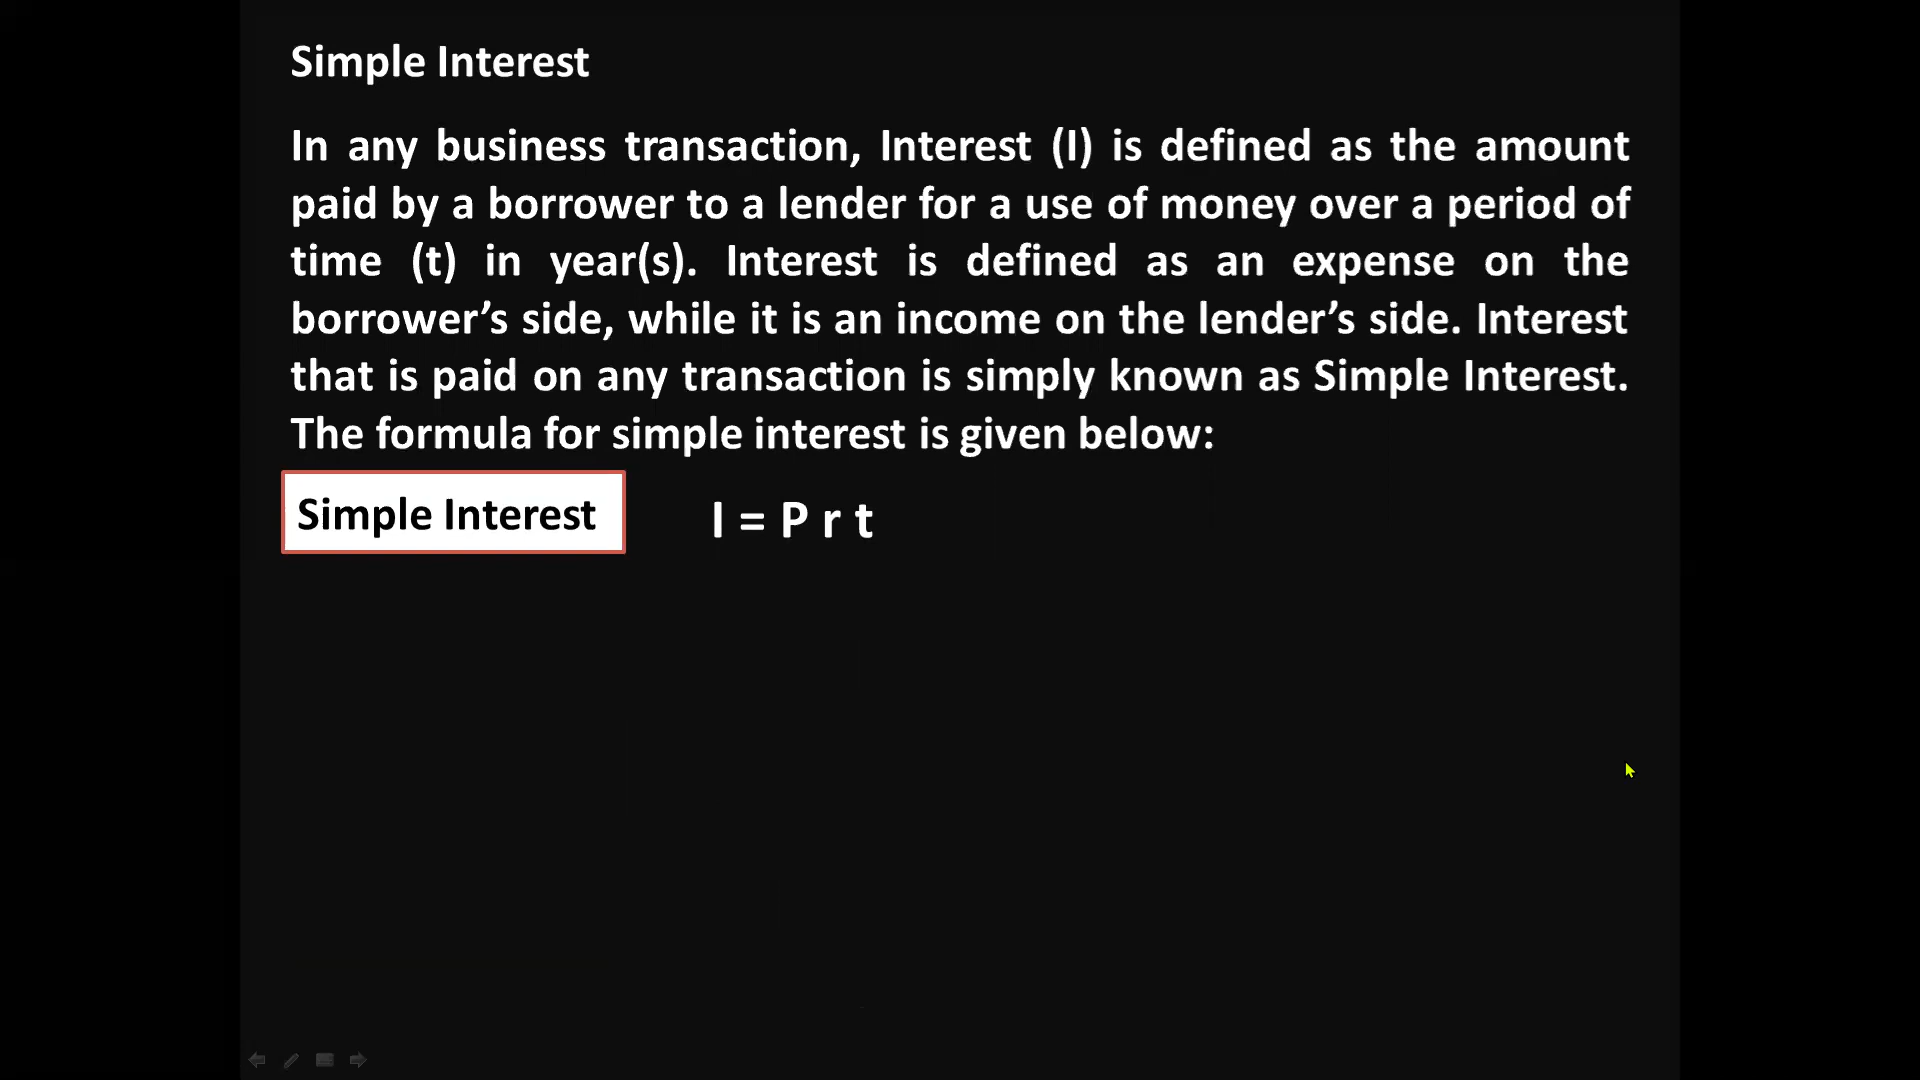 Simple Interest
In any business transaction, Interest (I) is defined as the amount
paid by a borrower to a lender for a use of money over a period of
time (t) in year(s). Interest is defined as an expense on the
borrower’s side, while it is an income on the lender’s side. Interest
that is paid on any transaction is simply known as Simple Interest.
The formula for simple interest is given below:
Simple Interest I = P r t